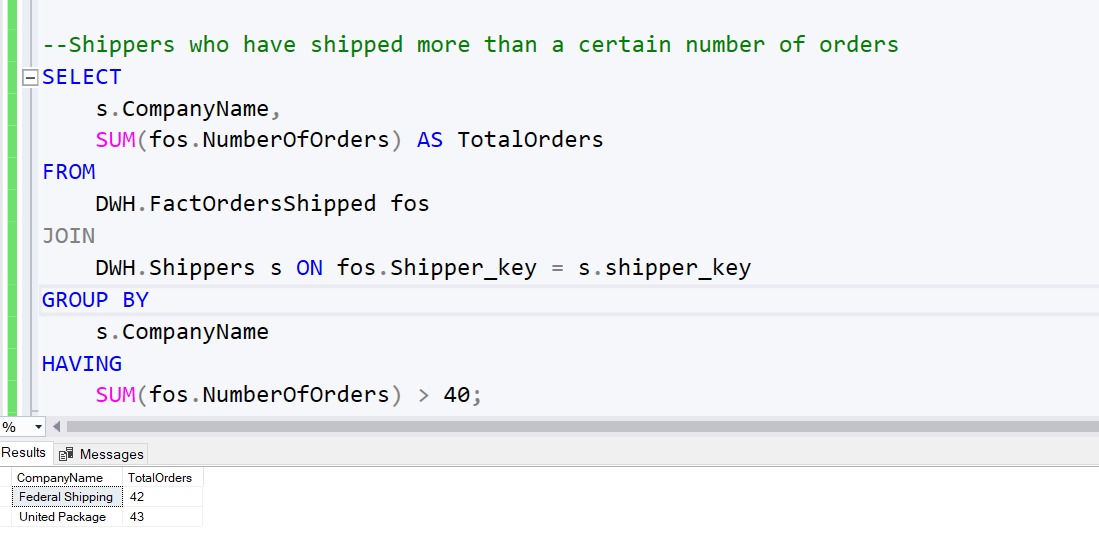 --Shippers who have shipped more than a certain number of orders
SELECT
    s.CompanyName,
    SUM(fos.NumberOfOrders) AS TotalOrders
FROM
    DWH.FactOrdersShipped fos
JOIN
    DWH.Shippers s ON fos.Shipper_key = s.shipper_key
GROUP BY
    s.CompanyName
HAVING
    SUM(fos.NumberOfOrders) > 40;
%
Results Messages
CompanyName TotalOrders
Federal Shipping 42
United Package 43